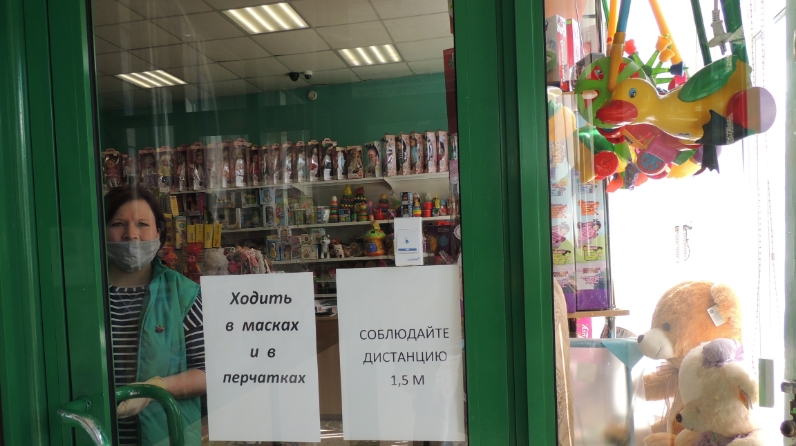 Ходить
в масках
и в
перчатках
СОБЛЮДАЙТЕ
ДИСТАНЦИЮ
1,5 М